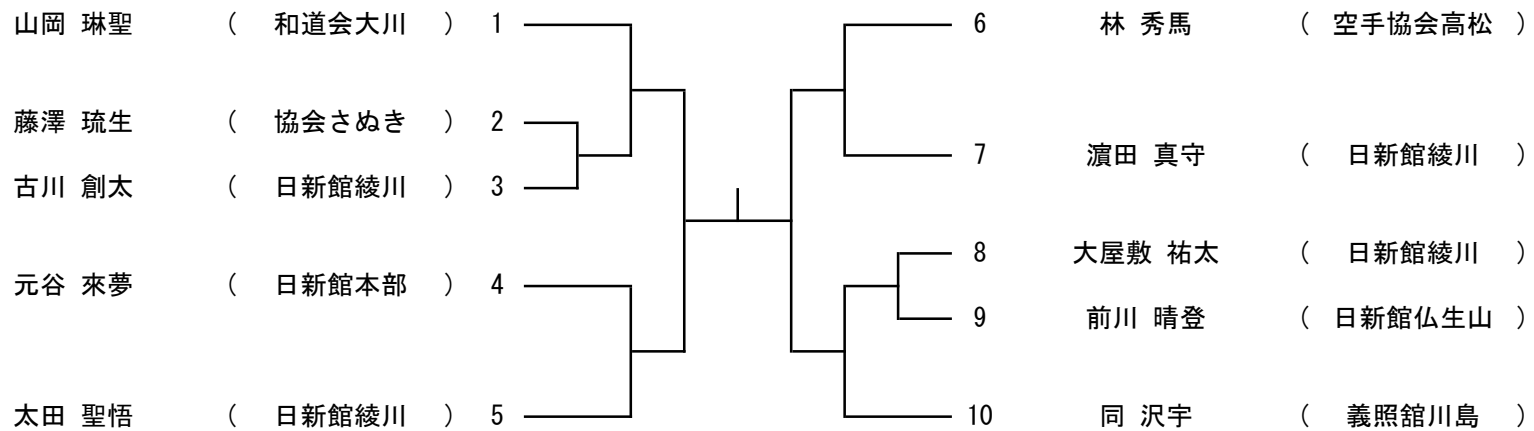 山岡 琳聖 ( 和道会大川 ) 1
藤澤 琉生 ( 協会さぬき ) 2
古川 創太 ( 日新館綾川 ) 3
元谷 來夢 ( 日新館本部 ) 4
太田 聖悟 ( 日新館綾川 ) 5
6 林 秀馬 ( 空手協会高松 )
7 濵田 真守 ( 日新館綾川 )
8 大屋敷 祐太 ( 日新館綾川 )
9 前川 晴登 ( 日新館仏生山 )
10 同 沢宇 ( 義照舘川島 )